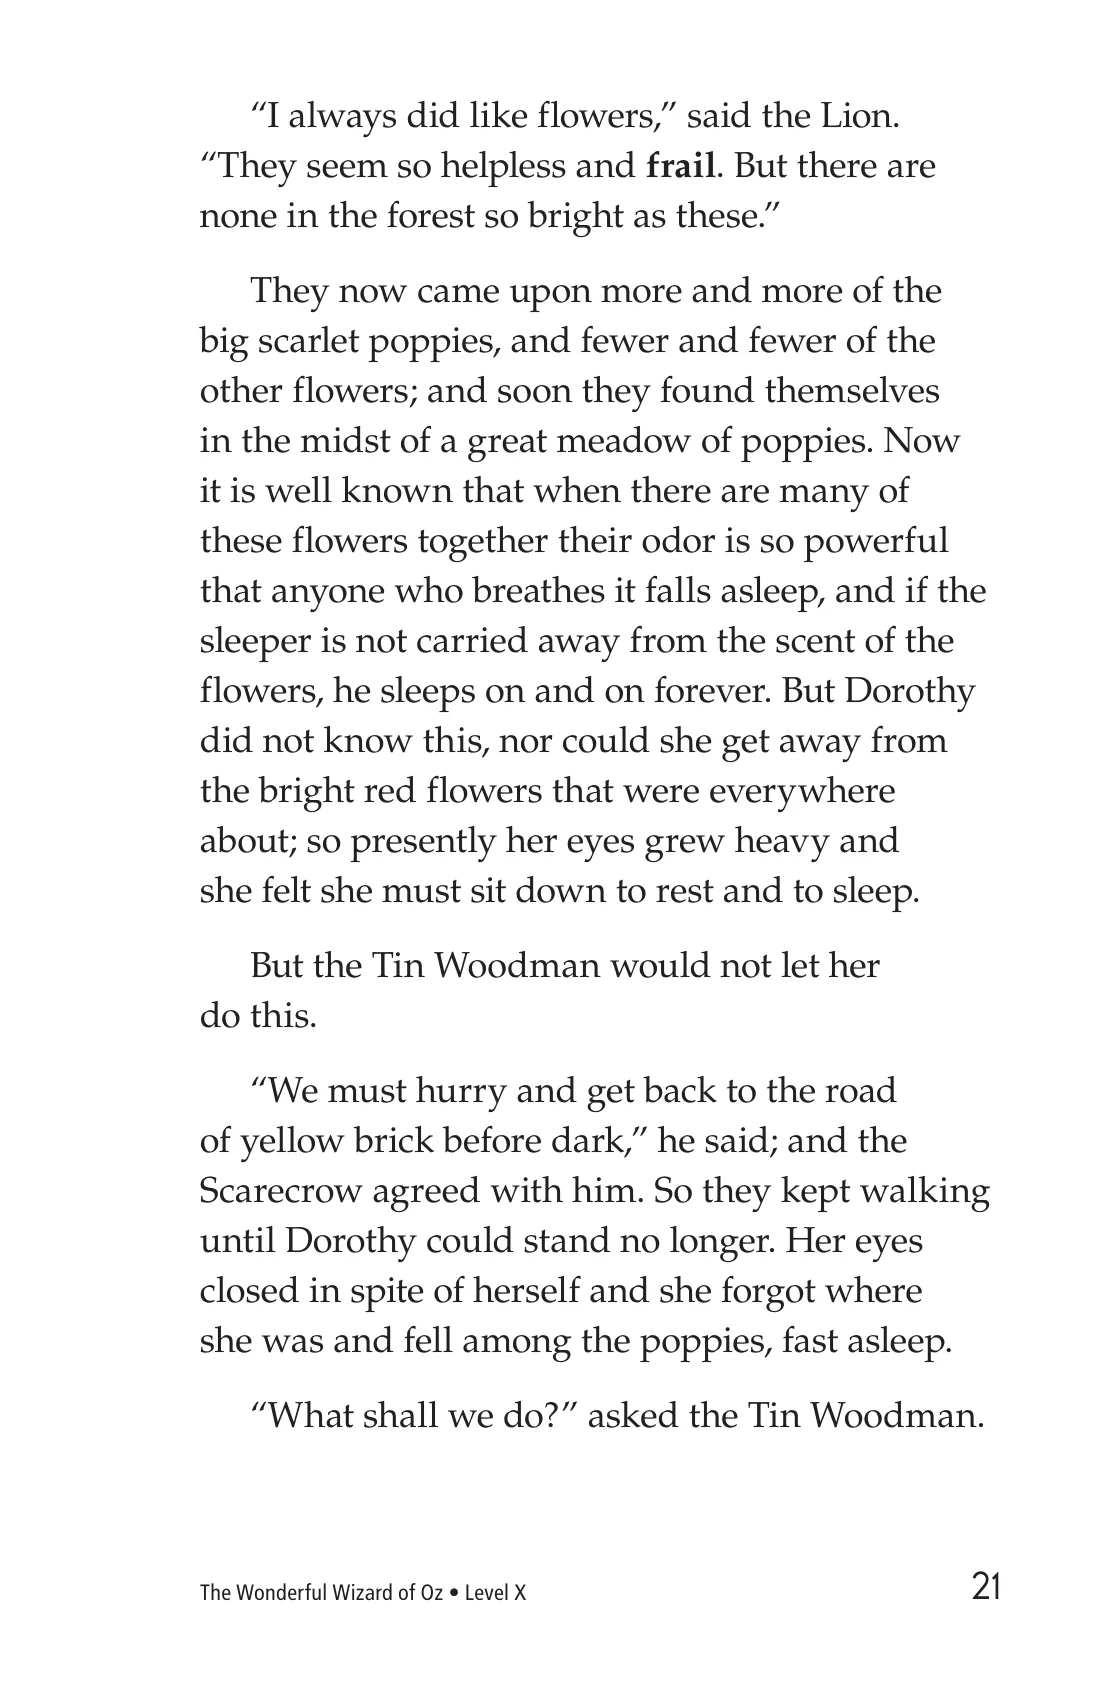 “I always did like flowers,” said the Lion.
“They seem so helpless and frail. But there are
none in the forest so bright as these.”
They now came upon more and more of the
big scarlet poppies, and fewer and fewer of the
other flowers; and soon they found themselves
in the midst of a great meadow of poppies. Now
it is well known that when there are many of
these flowers together their odor is so powerful
that anyone who breathes it falls asleep, and if the
sleeper is not carried away from the scent of the
flowers, he sleeps on and on forever. But Dorothy
did not know this, nor could she get away from
the bright red flowers that were everywhere
about; so presently her eyes grew heavy and
she felt she must sit down to rest and to sleep.
But the Tin Woodman would not let her
do this.
“We must hurry and get back to the road
of yellow brick before dark,” he said; and the
Scarecrow agreed with him. So they kept walking
until Dorothy could stand no longer. Her eyes
closed in spite of herself and she forgot where
she was and fell among the poppies, fast asleep.
“What shall we do?” asked the Tin Woodman.
The Wonderful Wizard of Oz • Level X
21